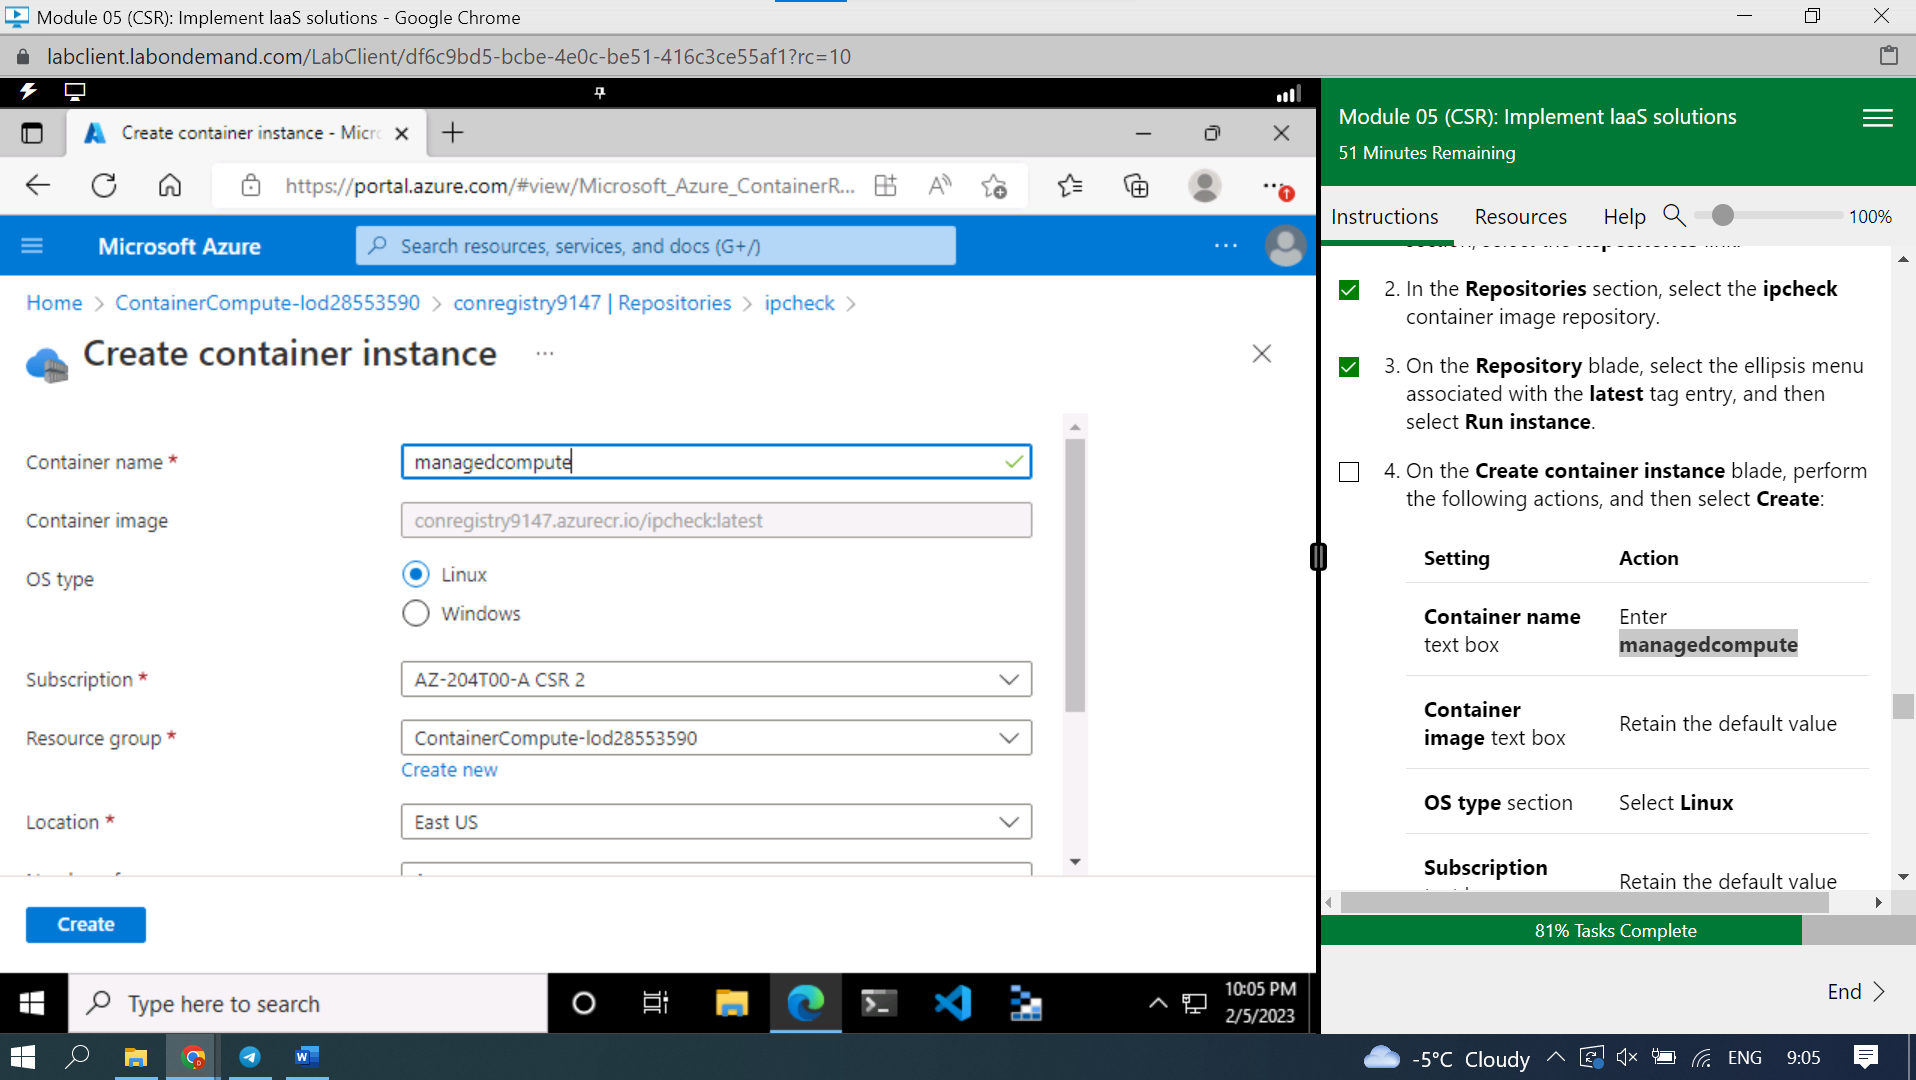 Module 05 (CSR): Implement IaaS solutions - Google Chrome
labclient.labondemand.com/LabClient/df6c9bd5-bcbe-4e0c-be51-416c3ce55af1?rc=10
Create container instance - Micr
https://portal.azure.com/#view/Microsoft_Azure_ContainerR...
Microsoft Azure
Search resources, services, and docs (G+/)
Home > ContainerCompute-lod28553590 > conregistry9147 | Repositories > ipcheck >
Create container instance ...
Container name *
managedcompute
Container image
conregistry9147.azurecr.io/ipcheck:latest
OS type
Linux
Windows
Subscription *
AZ-204T00-A CSR 2
Resource group *
ContainerCompute-lod28553590
Create new
Location *
East US
Create
Type here to search
10:05 PM
2/5/2023
Module 05 (CSR): Implement IaaS solutions
51 Minutes Remaining
Instructions
Resources
Help
100%
2. In the Repositories section, select the ipcheck
container image repository.
3. On the Repository blade, select the ellipsis menu
associated with the latest tag entry, and then
select Run instance.
4. On the Create container instance blade, perform
the following actions, and then select Create:
Setting
Action
Container name
text box
Enter
managedcompute
Container
image text box
Retain the default value
OS type section
Select Linux
Subscription
Retain the default value
81% Tasks Complete
End
-5°C Cloudy
ENG
9:05